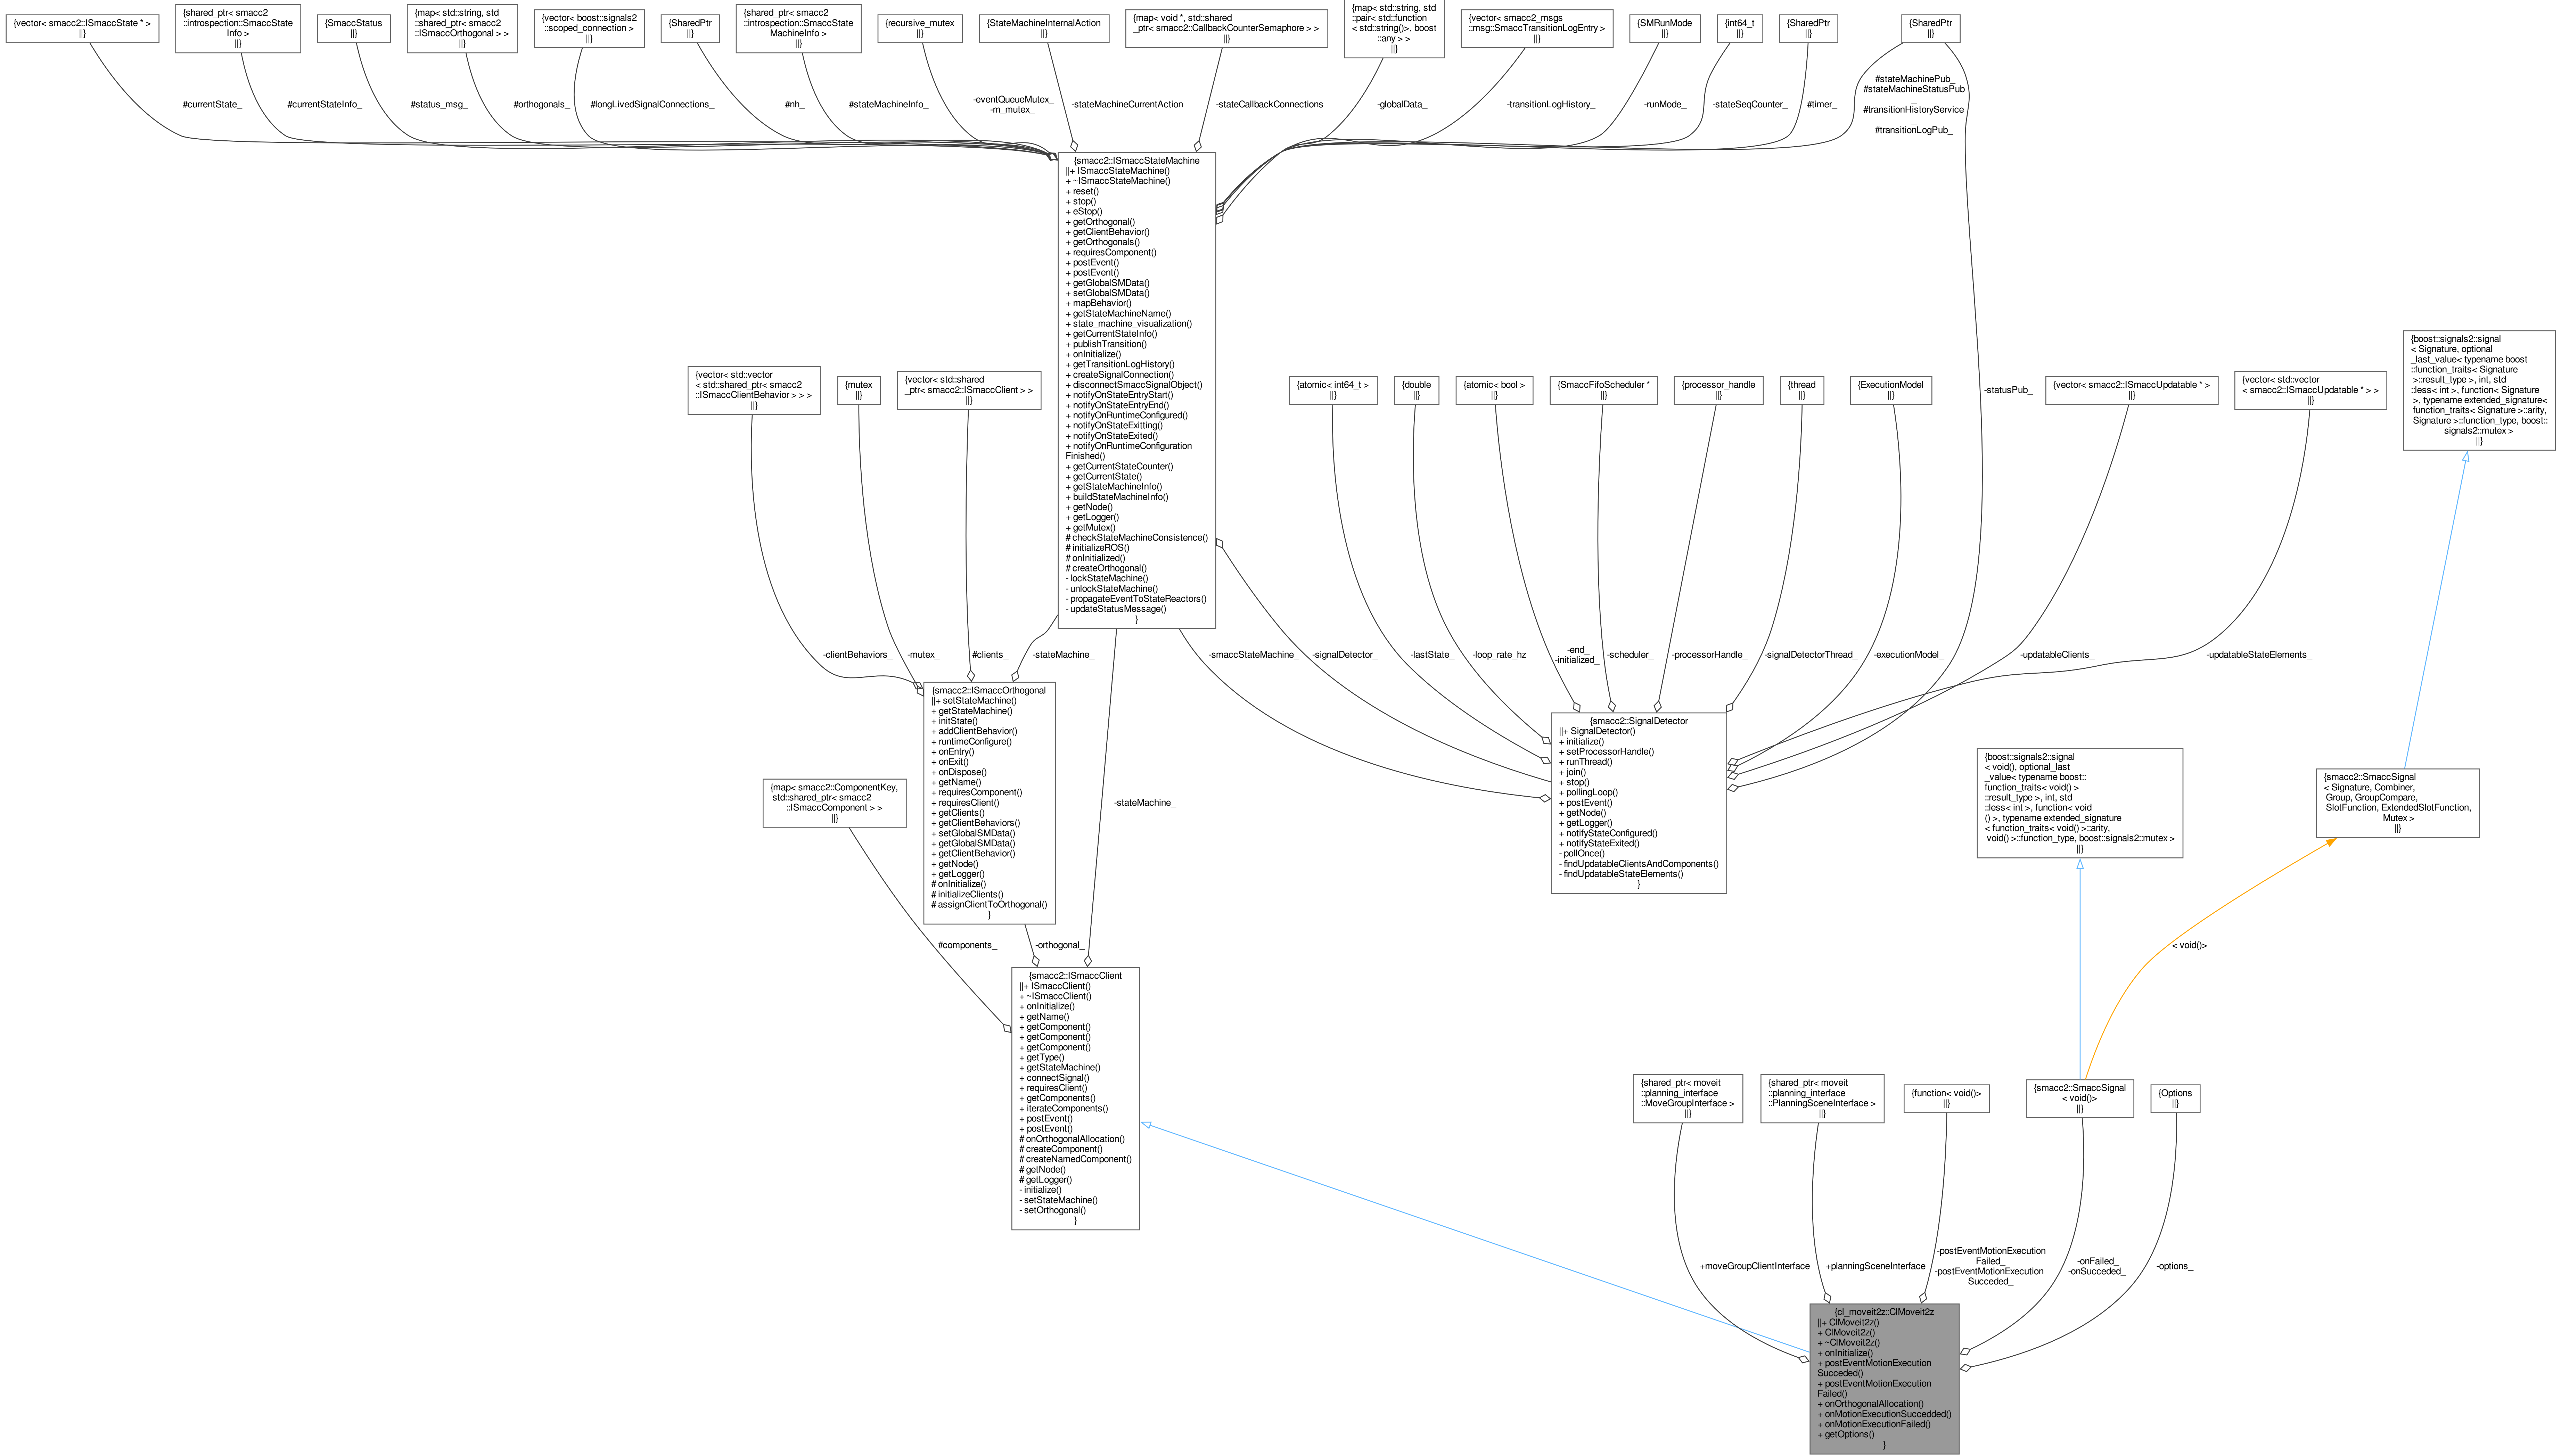 {vector< smacc2::ISmaccState * >
||}
{shared_ptr< smacc2
::introspection::SmaccState
Info >
||}
{SmaccStatus
||}
{map< std::string, std
::shared_ptr< smacc2
::ISmaccOrthogonal > >
||}
{vector< boost::signals2
::scoped_connection >
||}
{SharedPtr
||}
{shared_ptr< smacc2
::introspection::SmaccState
MachineInfo >
||}
{recursive_mutex
||}
{StateMachineInternalAction
||}
{map< void *, std::shared
_ptr< smacc2::CallbackCounterSemaphore > >
||}
{map< std::string, std
::pair< std::function
< std::string()>, boost
::any > >
||}
{vector< smacc2_msgs
::msg::SmaccTransitionLogEntry >
||}
{SMRunMode
||}
{int64_t
||}
{SharedPtr
||}
{SharedPtr
||}
#currentState_
#currentStateInfo_
#status_msg_
#orthogonals_
#longLivedSignalConnections_
#nh_
#stateMachineInfo_
-eventQueueMutex_
-m_mutex_
-stateMachineCurrentAction
-stateCallbackConnections
-globalData_
-transitionLogHistory_
-runMode_
-stateSeqCounter_
#timer_
#stateMachinePub_
#stateMachineStatusPub
_
#transitionHistoryService
_
#transitionLogPub_
{smacc2::ISmaccStateMachine
||+ ISmaccStateMachine()
+ ~ISmaccStateMachine()
+ reset()
+ stop()
+ eStop()
+ getOrthogonal()
+ getClientBehavior()
+ getOrthogonals()
+ requiresComponent()
+ postEvent()
+ postEvent()
+ getGlobalSMData()
+ setGlobalSMData()
+ mapBehavior()
+ getStateMachineName()
+ state_machine_visualization()
+ getCurrentStateInfo()
+ publishTransition()
+ onInitialize()
+ getTransitionLogHistory()
+ createSignalConnection()
+ disconnectSmaccSignalObject()
+ notifyOnStateEntryStart()
+ notifyOnStateEntryEnd()
+ notifyOnRuntimeConfigured()
+ notifyOnStateExitting()
+ notifyOnStateExited()
+ notifyOnRuntimeConfiguration
Finished()
+ getCurrentStateCounter()
+ getCurrentState()
+ getStateMachineInfo()
+ buildStateMachineInfo()
+ getNode()
+ getLogger()
+ getMutex()
# checkStateMachineConsistence()
# initializeROS()
# onInitialized()
# createOrthogonal()
- lockStateMachine()
- unlockStateMachine()
- propagateEventToStateReactors()
- updateStatusMessage()
}
{boost::signals2::signal
< Signature, optional
_last_value< typename boost
::function_traits< Signature
>::result_type >, int, std
::less< int >, function< Signature
>, typename extended_signature<
function_traits< Signature >::arity,
Signature >::function_type, boost::
signals2::mutex >
||}
{vector< std::vector
< std::shared_ptr< smacc2
::ISmaccClientBehavior > > >
||}
{mutex
||}
{vector< std::shared
_ptr< smacc2::ISmaccClient > >
||}
{atomic< int64_t >
||}
{double
||}
{atomic< bool >
||}
{SmaccFifoScheduler *
||}
{processor_handle
||}
{thread
||}
{ExecutionModel
||}
-statusPub_
{vector< smacc2::ISmaccUpdatable * >
||}
{vector< std::vector
< smacc2::ISmaccUpdatable * > >
||}
-clientBehaviors_
-mutex_
#clients_
-stateMachine_
-smaccStateMachine_
-signalDetector_
-lastState_
-loop_rate_hz
-end_
-initialized_
-scheduler_
-processorHandle_
-signalDetectorThread_
-executionModel_
-updatableClients_
-updatableStateElements_
{smacc2::ISmaccOrthogonal
||+ setStateMachine()
+ getStateMachine()
+ initState()
+ addClientBehavior()
+ runtimeConfigure()
+ onEntry()
+ onExit()
+ onDispose()
+ getName()
+ requiresComponent()
+ requiresClient()
+ getClients()
+ getClientBehaviors()
+ setGlobalSMData()
+ getGlobalSMData()
+ getClientBehavior()
+ getNode()
+ getLogger()
# onInitialize()
# initializeClients()
# assignClientToOrthogonal()
}
{smacc2::SignalDetector
||+ SignalDetector()
+ initialize()
+ setProcessorHandle()
+ runThread()
+ join()
+ stop()
+ pollingLoop()
+ postEvent()
+ getNode()
+ getLogger()
+ notifyStateConfigured()
+ notifyStateExited()
- pollOnce()
- findUpdatableClientsAndComponents()
- findUpdatableStateElements()
}
{map< smacc2::ComponentKey,
std::shared_ptr< smacc2
::ISmaccComponent > >
||}
{boost::signals2::signal
< void(), optional_last
_value< typename boost::
function_traits< void() >
::result_type >, int, std
::less< int >, function< void
() >, typename extended_signature
< function_traits< void() >::arity,
void() >::function_type, boost::signals2::mutex >
||}
{smacc2::SmaccSignal
< Signature, Combiner,
Group, GroupCompare,
SlotFunction, ExtendedSlotFunction,
Mutex >
||}
-stateMachine_
#components_
-orthogonal_
< void()>
{smacc2::ISmaccClient
||+ ISmaccClient()
+ ~ISmaccClient()
+ onInitialize()
+ getName()
+ getComponent()
+ getComponent()
+ getComponent()
+ getType()
+ getStateMachine()
+ connectSignal()
+ requiresClient()
+ getComponents()
+ iterateComponents()
+ postEvent()
+ postEvent()
# onOrthogonalAllocation()
# createComponent()
# createNamedComponent()
# getNode()
# getLogger()
- initialize()
- setStateMachine()
- setOrthogonal()
}
{shared_ptr< moveit
::planning_interface
::MoveGroupInterface >
||}
{shared_ptr< moveit
::planning_interface
::PlanningSceneInterface >
||}
{function< void()>
||}
{smacc2::SmaccSignal
< void()>
||}
{Options
||}
+moveGroupClientInterface
+planningSceneInterface
-postEventMotionExecution
Failed_
-postEventMotionExecution
Succeded_
-onFailed_
-onSucceded_
-options_
{cl_moveit2z::ClMoveit2z
||+ ClMoveit2z()
+ ClMoveit2z()
+ ~ClMoveit2z()
+ onInitialize()
+ postEventMotionExecution
Succeded()
+ postEventMotionExecution
Failed()
+ onOrthogonalAllocation()
+ onMotionExecutionSuccedded()
+ onMotionExecutionFailed()
+ getOptions()
}